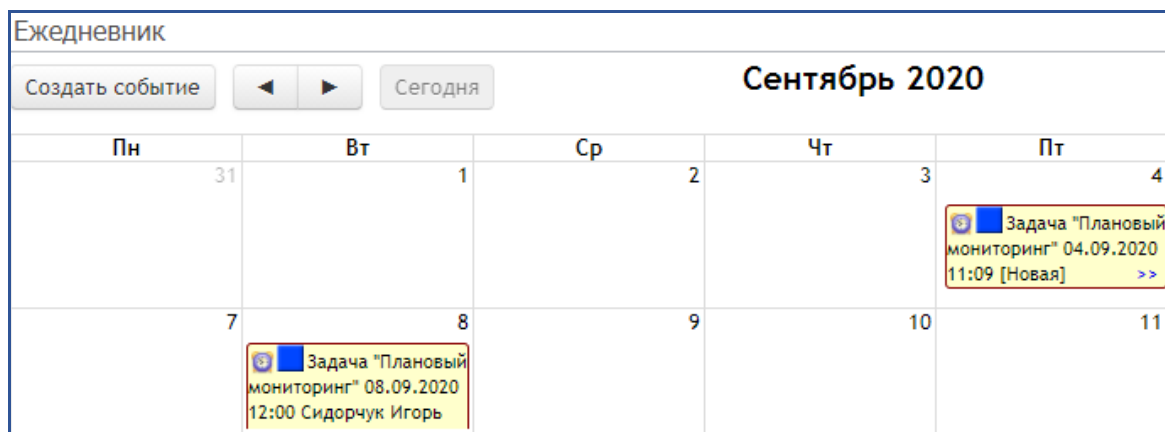 Ежедневник
Создать событие ◄ ► Сегодня Сентябрь 2020
Пн Вт Ср Чт Пт
31 1 2 3 4
Задача "Плановый
мониторинг" 04.09.2020
11:09 [Новая] >>
7 8 9 10 11
Задача "Плановый
мониторинг" 08.09.2020
12:00 Сидорчук Игорь